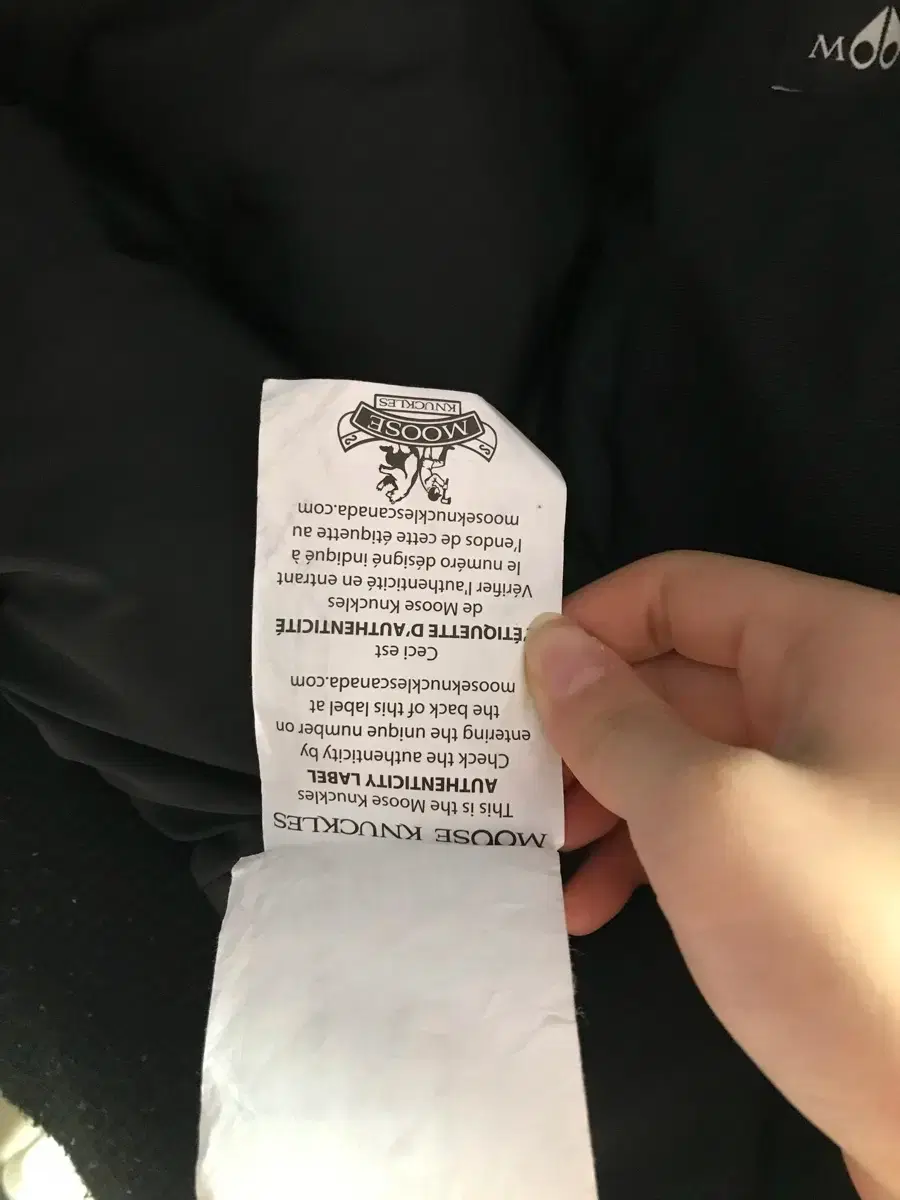 MOO
MOOSE KNUCKLES
This is the Moose Knuckles
AUTHENTICITY LABEL
Check the authenticity by
entering the unique number on
the back of this label at
mooseknucklescanada.com
Ceci est
L'ÉTIQUETTE D'AUTHENTICITÉ
de Moose Knuckles
Vérifier l'authenticité en entrant
le numéro désigné indiqué à
l'endos de cette étiquette au
mooseknucklescanada.com
MOOSE
KNUCKLES